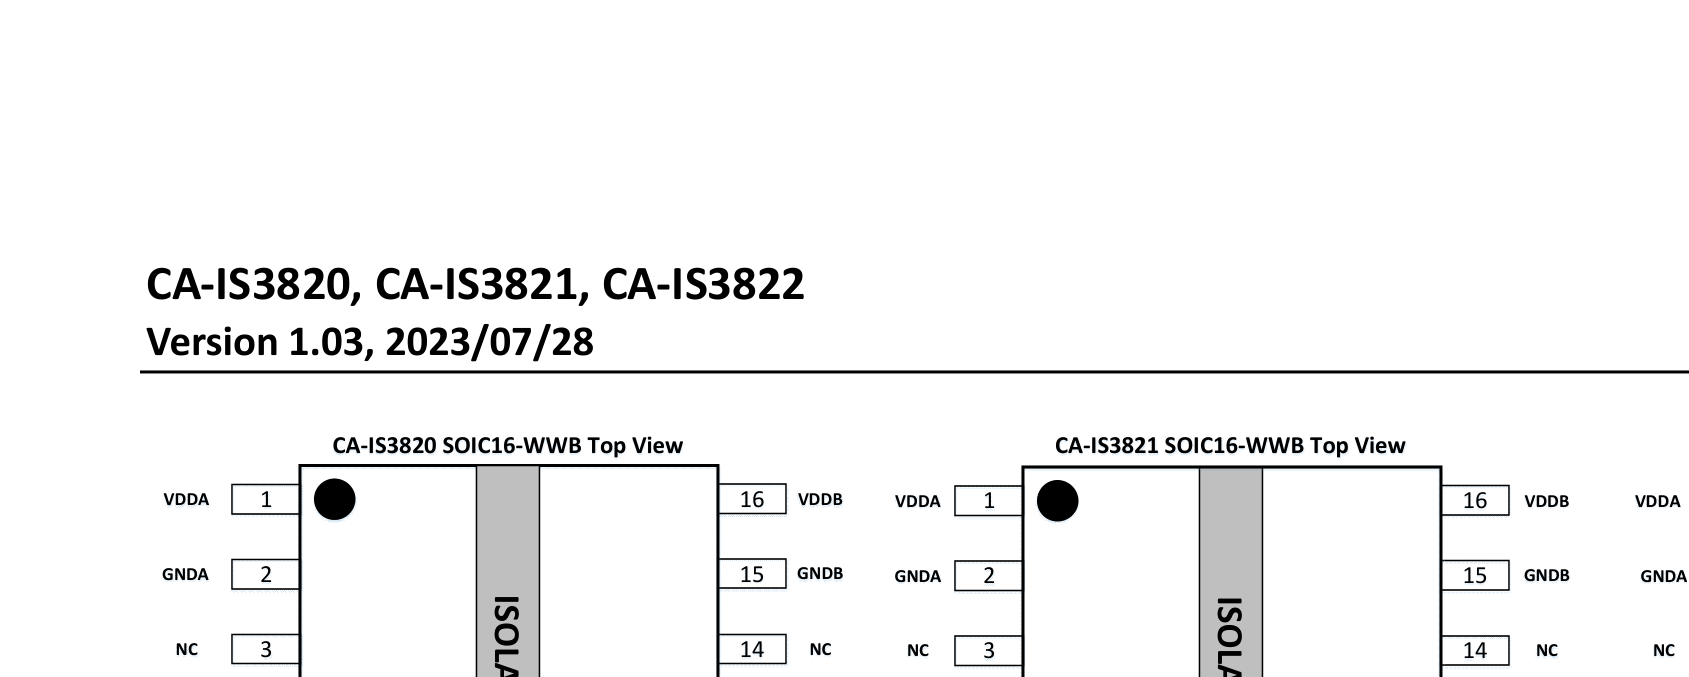 CA-IS3820, CA-IS3821, CA-IS3822
Version 1.03, 2023/07/28
CA-IS3820 SOIC16-WWB Top View
CA-IS3821 SOIC16-WWB Top View
VDDA 1 16 VDDB VDDA 1 16 VDDB VDDA
GNDA 2 15 GNDB GNDA 2 15 GNDB GNDA
NC 3 14 NC NC 3 14 NC NC
ISOLA
ISOLA